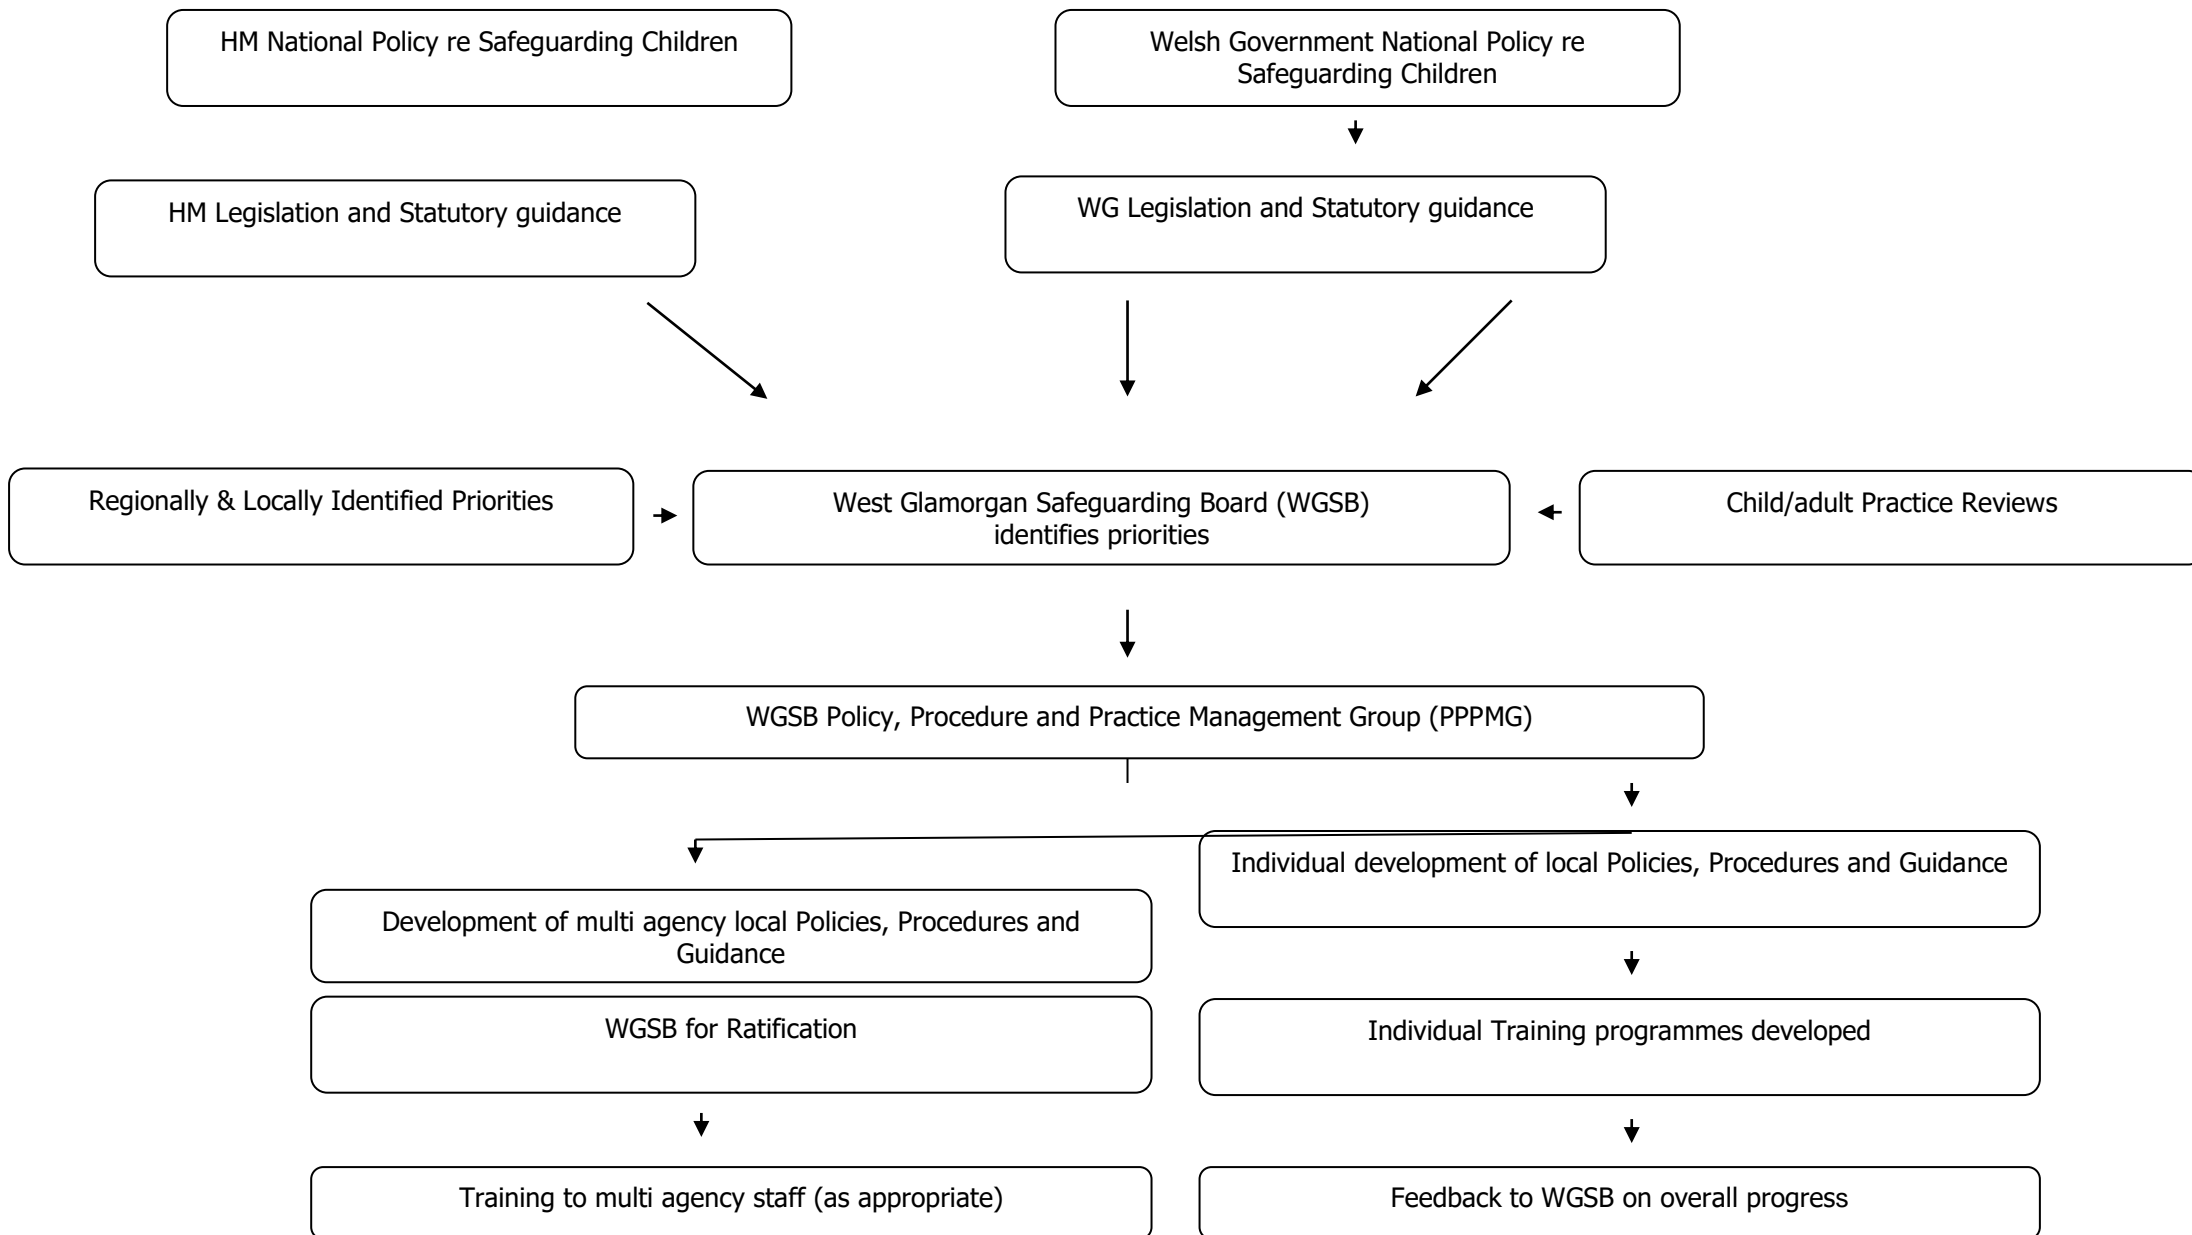 HM National Policy re Safeguarding Children
Welsh Government National Policy re
Safeguarding Children
HM Legislation and Statutory guidance
WG Legislation and Statutory guidance
Regionally & Locally Identified Priorities
West Glamorgan Safeguarding Board (WGSB)
identifies priorities
Child/adult Practice Reviews
WGSB Policy, Procedure and Practice Management Group (PPPMG)
Individual development of local Policies, Procedures and Guidance
Development of multi agency local Policies, Procedures and
Guidance
WGSB for Ratification
Individual Training programmes developed
Training to multi agency staff (as appropriate)
Feedback to WGSB on overall progress